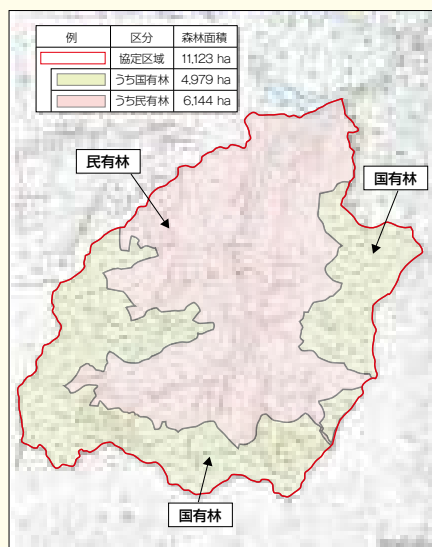 例 区分 森林面積
協定区域 11,123 ha
うち国有林 4,979 ha
うち民有林 6,144 ha
民有林
国有林
国有林